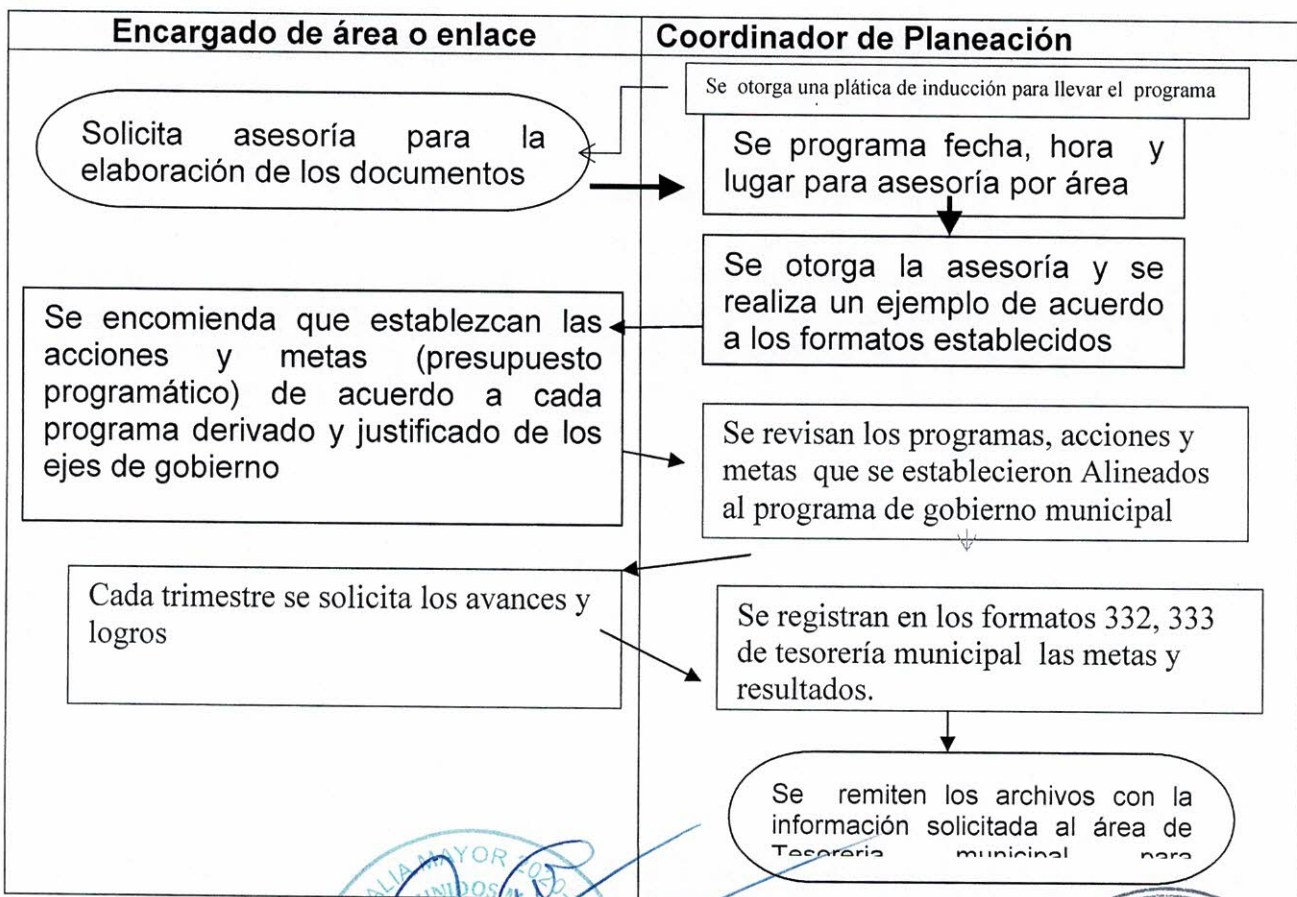 Encargado de área o enlace
Coordinador de Planeación
Se otorga una plática de inducción para llevar el programa
Solicita asesoría para la
elaboración de los documentos
Se programa fecha, hora y
lugar para asesoría por área
Se otorga la asesoría y se
realiza un ejemplo de acuerdo
a los formatos establecidos
Se encomienda que establezcan las
acciones y metas (presupuesto
programático) de acuerdo a cada
programa derivado y justificado de los
ejes de gobierno
Se revisan los programas, acciones y
metas que se establecieron Alineados
al programa de gobierno municipal
Cada trimestre se solicita los avances y
logros
Se registran en los formatos 332, 333
de tesorería municipal las metas y
resultados.
Se remiten los archivos con la
información solicitada al área de
Tesoreria municipal para
MAYOR
UNIDOS